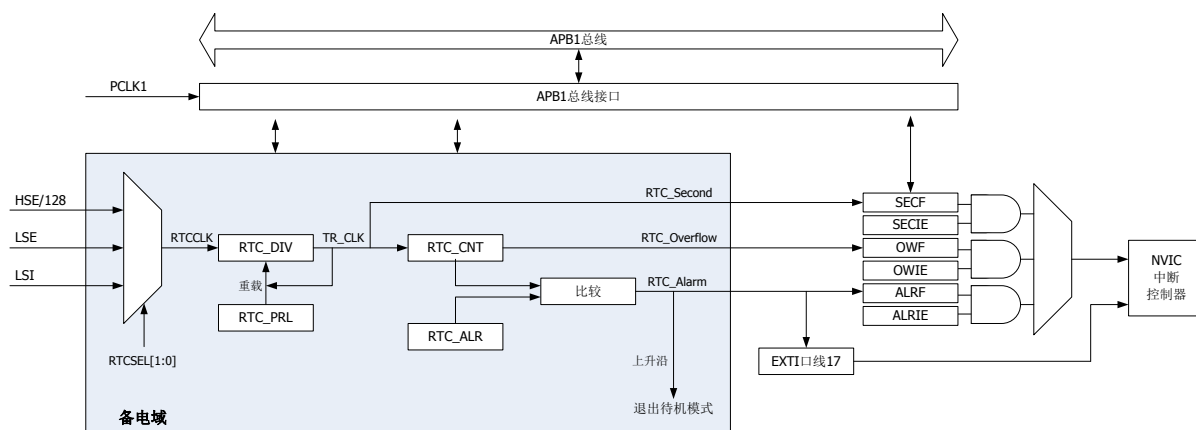 APB1总线
PCLK1
APB1总线接口
HSE/128
LSE
LSI
RTCCLK
RTC_DIV
TR_CLK
RTC_CNT
RTC_Second
RTC_Overflow
RTC_Alarm
重载
RTC_PRL
比较
RTC_ALR
RTCSEL[1:0]
上升沿
退出待机模式
备电域
SECF
SECIE
OWF
OWIE
ALRF
ALRIE
EXTI口线17
NVIC
中断
控制器